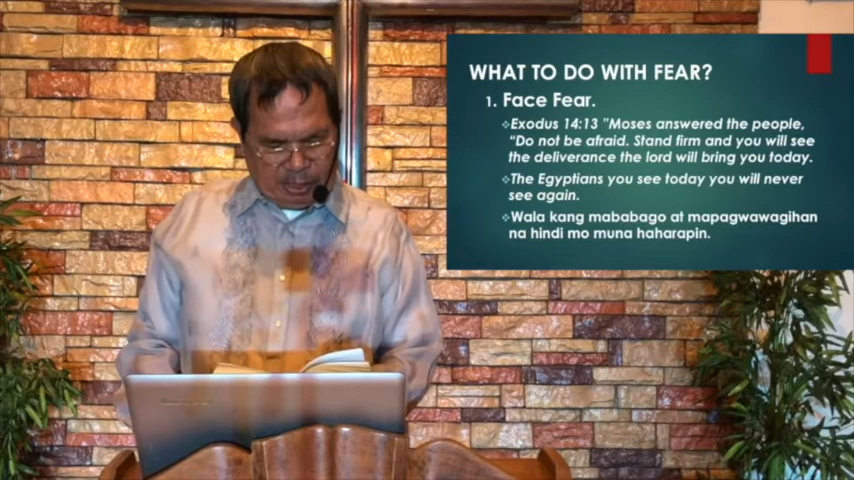 WHAT TO DO WITH FEAR?
1. Face Fear.
❖Exodus 14:13 "Moses answered the people,
"Do not be afraid. Stand firm and you will see
the deliverance the lord will bring you today.
❖The Egyptians you see today you will never
see again.
❖Wala kang mababago at mapagwawagihan
na hindi mo muna haharapin.